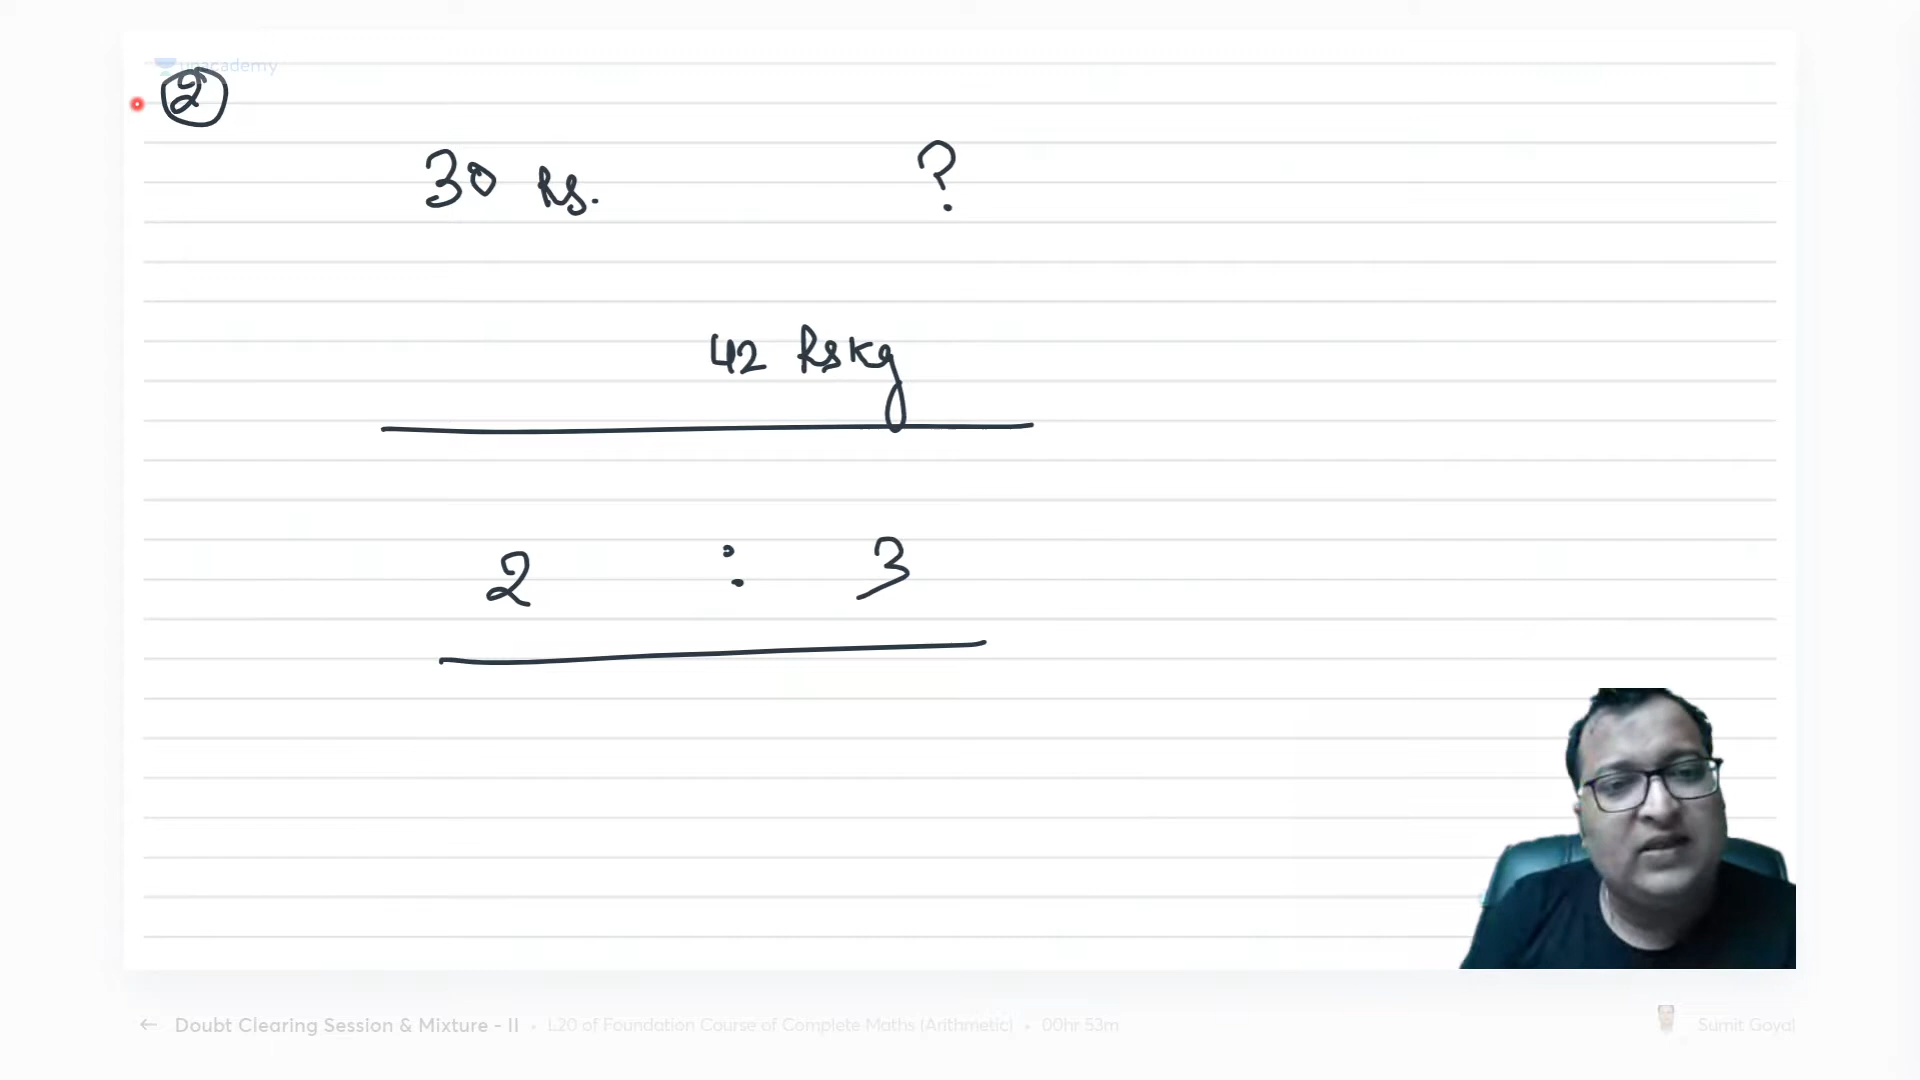 unacademy
2
30 Rs. ?
42 Rs kg
2 : 3
← Doubt Clearing Session & Mixture - II • L20 of Foundation Course of Complete Maths (Arithmetic) • 00hr 53m Sumit Goyal